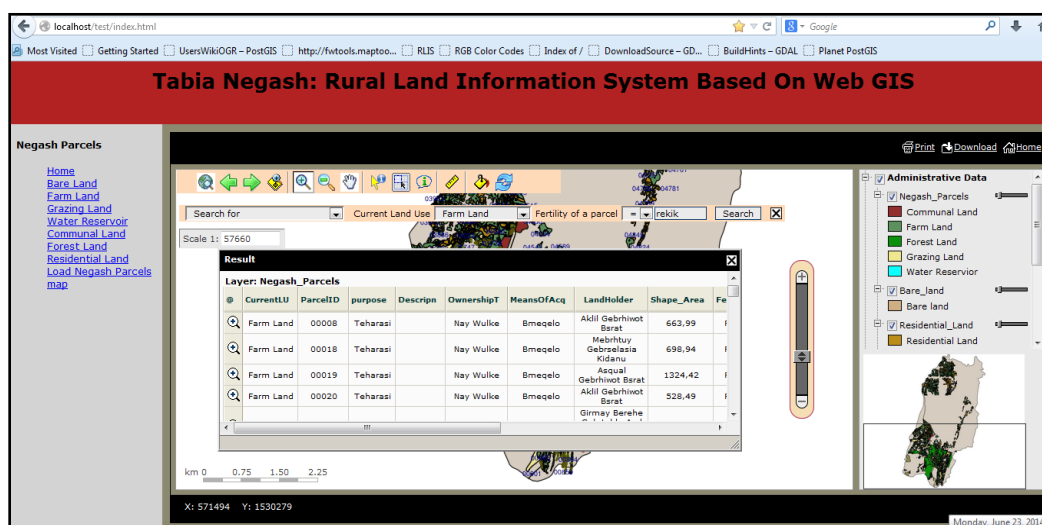 localhost/test/index.html
Google
Most Visited Getting Started UsersWikiOGR – PostGIS http://fwtools.maptoo... RLIS RGB Color Codes Index of / DownloadSource – GD... BuildHints – GDAL Planet PostGIS
Tabia Negash: Rural Land Information System Based On Web GIS
Negash Parcels
Home
Bare Land
Farm Land
Grazing Land
Water Reservoir
Communal Land
Forest Land
Residential Land
Load Negash Parcels
map
Print Download Home
Search for Current Land Use Farm Land Fertility of a parcel = rekik Search X
Scale 1: 57660
Result
Layer: Negash_Parcels
@ CurrentLU ParcelID purpose Descripn OwnershipT MeansOfAcq LandHolder Shape_Area Fe
Farm Land 00008 Teharasi Nay Wulke Bmeqelo Aklil Gebrhiwot Bsrat 663,99
Farm Land 00018 Teharasi Nay Wulke Bmeqelo Mebrhtuy Gebrselasia Kidanu 698,94
Farm Land 00019 Teharasi Nay Wulke Bmeqelo Asqual Gebrhiwot Bsrat 1324,42
Farm Land 00020 Teharasi Nay Wulke Bmeqelo Aklil Gebrhiwot Bsrat 528,49
Girmay Berehe
km 0 0.75 1.50 2.25
X: 571494 Y: 1530279
Administrative Data
Negash_Parcels
Communal Land
Farm Land
Forest Land
Grazing Land
Water Reservior
Bare_land
Bare land
Residential_Land
Residential Land
Monday, June 23, 2014